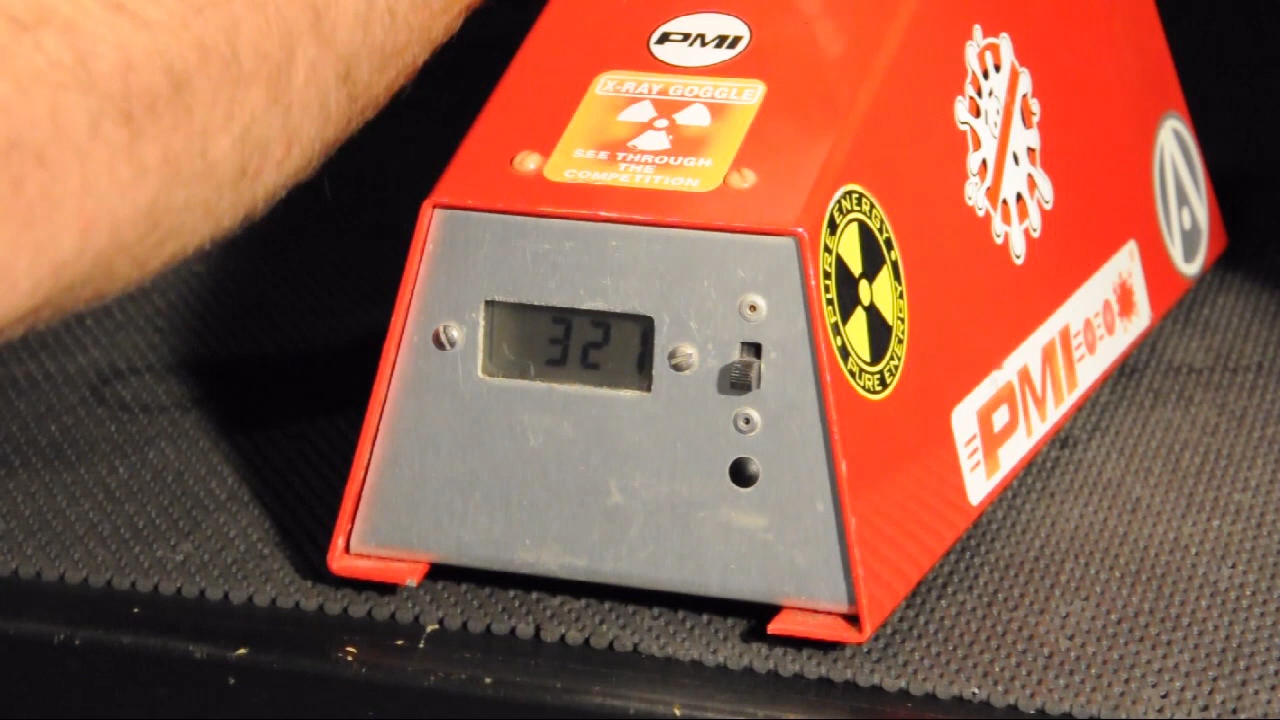 PMI
X-RAY GOGGLE
SEE THROUGH
THE
COMPETITION
PURE ENERGY
PURE ENERGY
321
PMI